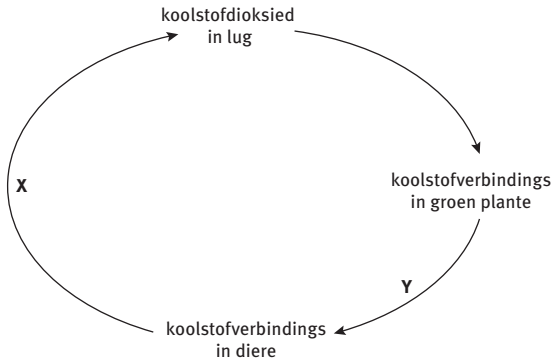 koolstofdioksied
in lug
X
koolstofverbindings
in groen plante
Y
koolstofverbindings
in diere